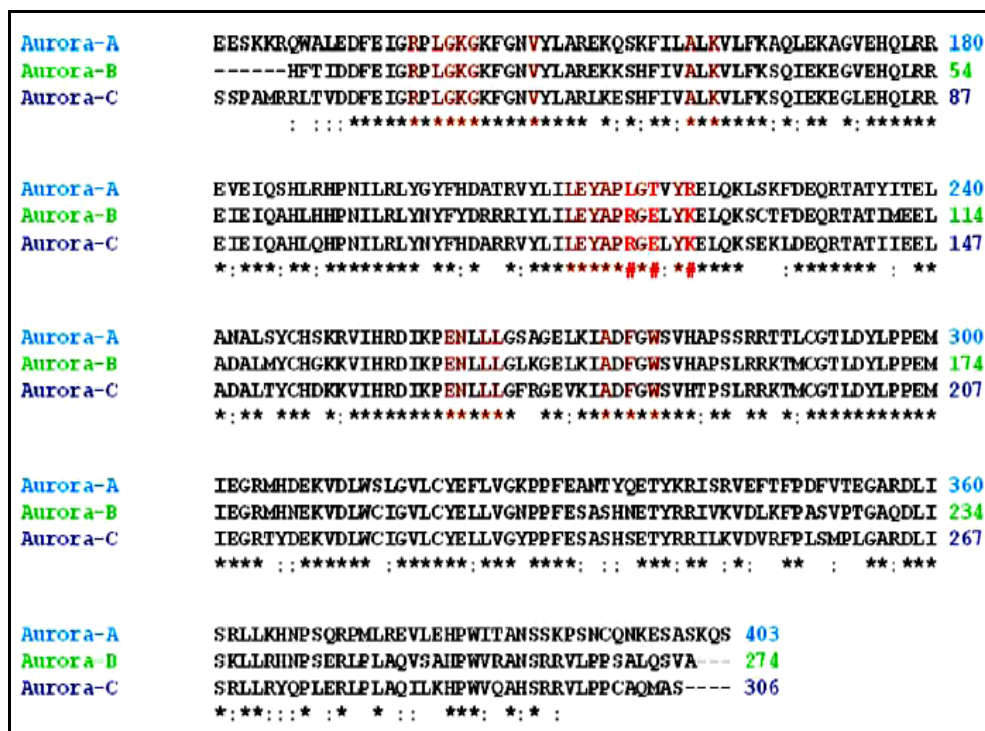 Aurora-A EESKKRQWALEDFEIGRPLGKGKFGNVYLAREKQSKFILALKVLFKAQLEKAGVEHQLRR 180
Aurora-B ------HFTIDDFEIGRPLGKGKFGNVYLAREKKSHFIVALKVLFKSQIEKEGVEHQLRR 54
Aurora-C SSPAMRRLTVDDFEIGRPLGKGKFGNVYLARLKESHFIVALKVLFKSQIEKEGLEHQLRR 87
: :::******************** *:*:**:*******:*:** *:******
Aurora-A EVEIQSHLRHPNILRLYGYFHDATRVYLILEYAPLGTVYRELQKLSKFDEQRTATYITEL 240
Aurora-B EIEIQAHLHHPNILRLYNYFYDRRRIYLILEYAPRGELYKELQKSCTFDEQRTATIMEEL 114
Aurora-C EIEIQAHLQHPNILRLYNYFHDARRVYLILEYAPRGELYKELQKSEKLDEQRTATIIEEL 147
*:***:**:******** **:* *:********#*#:*#**** :******* : **
Aurora-A ANALSYCHSKRVIHRDIKPENLLLGSAGELKIADFGWSVHAPSSRRTTLCGTLDYLPPEM 300
Aurora-B ADALMYCHGKKVIHRDIKPENLLLGLKGELKIADFGWSVHAPSLRRKTMCGTLDYLPPEM 174
Aurora-C ADALTYCHDKKVIHRDIKPENLLLGFRGEVKIADFGWSVHTPSLRRKTMCGTLDYLPPEM 207
*:** *** *:************** **:**********:** ** *:***********
Aurora-A IEGRMHDEKVDLWSLGVLCYEFLVGKPPFEANTYQETYKRISRVEFTFPDFVTEGARDLI 360
Aurora-B IEGRMHNEKVDLWCIGVLCYELLVGNPPFESASHNETYRRIVKVDLKFPASVPTGAQDLI 234
Aurora-C IEGRTYDEKVDLWCIGVLCYELLVGYPPFESASHSETYRRILKVDVRFPLSMPLGARDLI 267
**** ::****** :******:*** ****: :: ***:** :*: ** : **:***
Aurora-A SRLLKHNPSQRPMLREVLEHPWITANSSKPSNCQNKESASKQS 403
Aurora-B SKLLRHNPSERLPLAQVSAHPWVRANSRRVLPPSALQSVA--- 274
Aurora-C SRLLRYQPLERLPLAQILKHPWVQAHSRRVLPPCAQMAS---- 306
*:**:::* :* * :: ***: *:* :